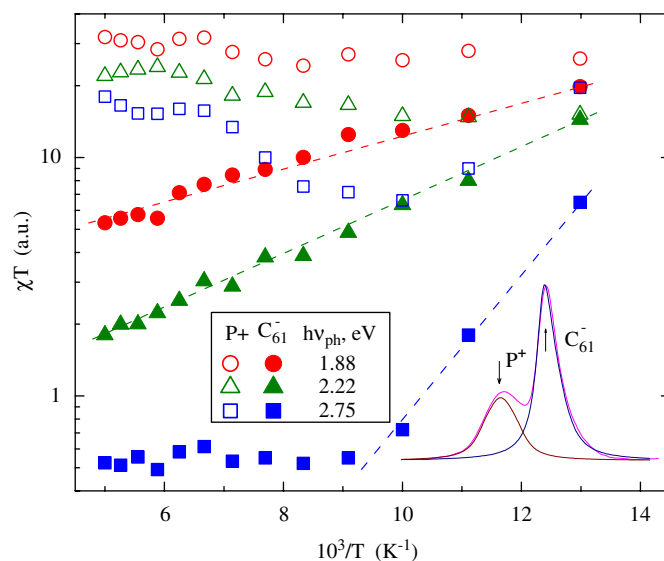 10
1
χT (a.u.)
P+ C₆₁⁻ hν_ph, eV
1.88
2.22
2.75
P⁺
C₆₁⁻
6 8 10 12 14
10³/T (K⁻¹)